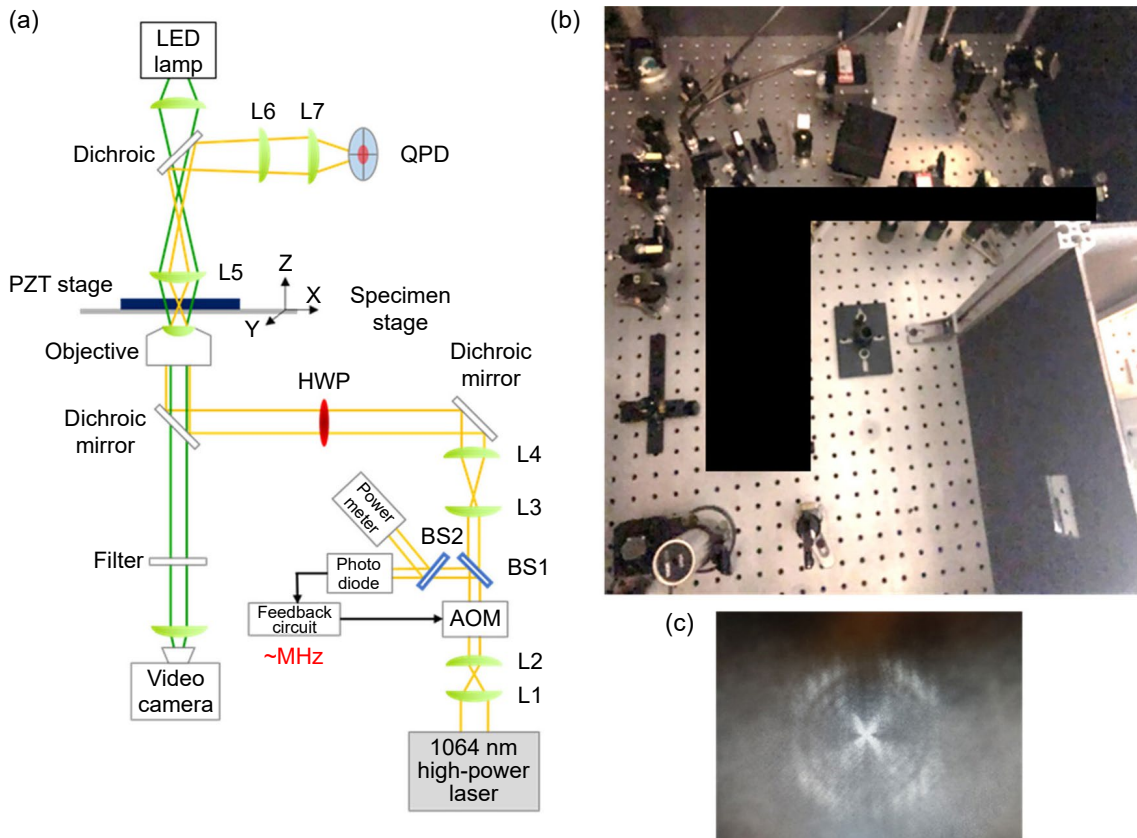 (a)
LED
lamp
L6
L7
Dichroic
QPD
L5
PZT stage
Z
X
Y
Specimen
stage
Objective
Dichroic
mirror
HWP
Dichroic
mirror
L4
Power
meter
L3
BS2
Filter
Photo
diode
BS1
Feedback
circuit
AOM
~MHz
L2
L1
Video
camera
1064 nm
high-power
laser
(b)
(c)